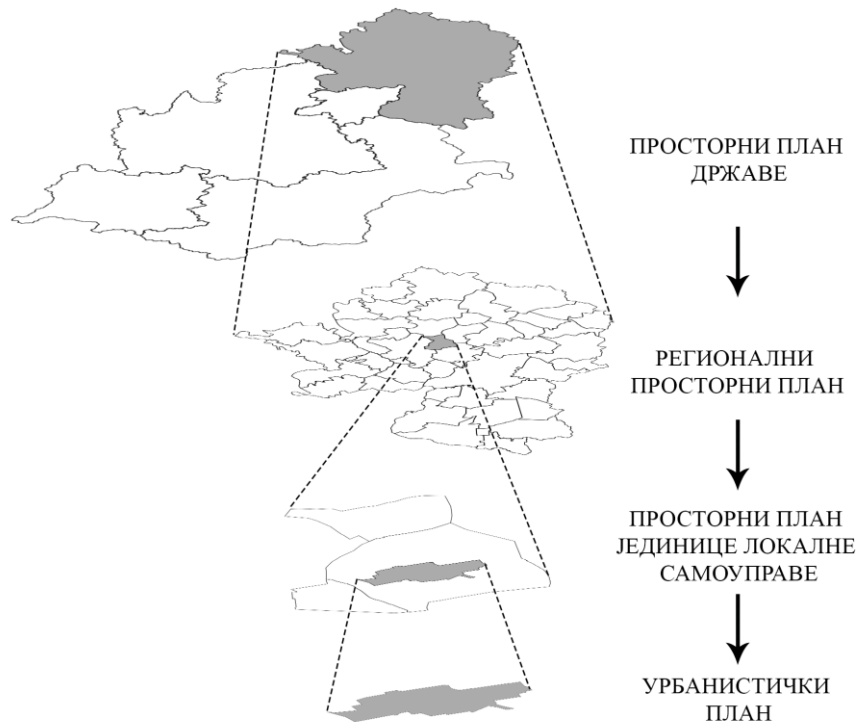 ПРОСТОРНИ ПЛАН
ДРЖАВЕ
РЕГИОНАЛНИ
ПРОСТОРНИ ПЛАН
ПРОСТОРНИ ПЛАН
ЈЕДИНИЦЕ ЛОКАЛНЕ
САМОУПРАВЕ
УРБАНИСТИЧКИ
ПЛАН